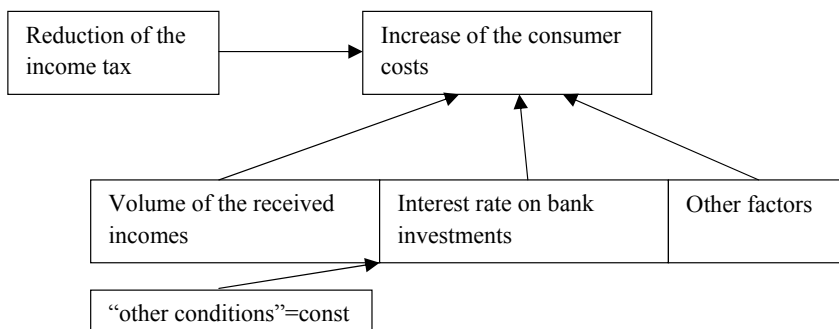 Reduction of the
income tax
Increase of the consumer
costs
Volume of the received
incomes
Interest rate on bank
investments
Other factors
“other conditions”=const